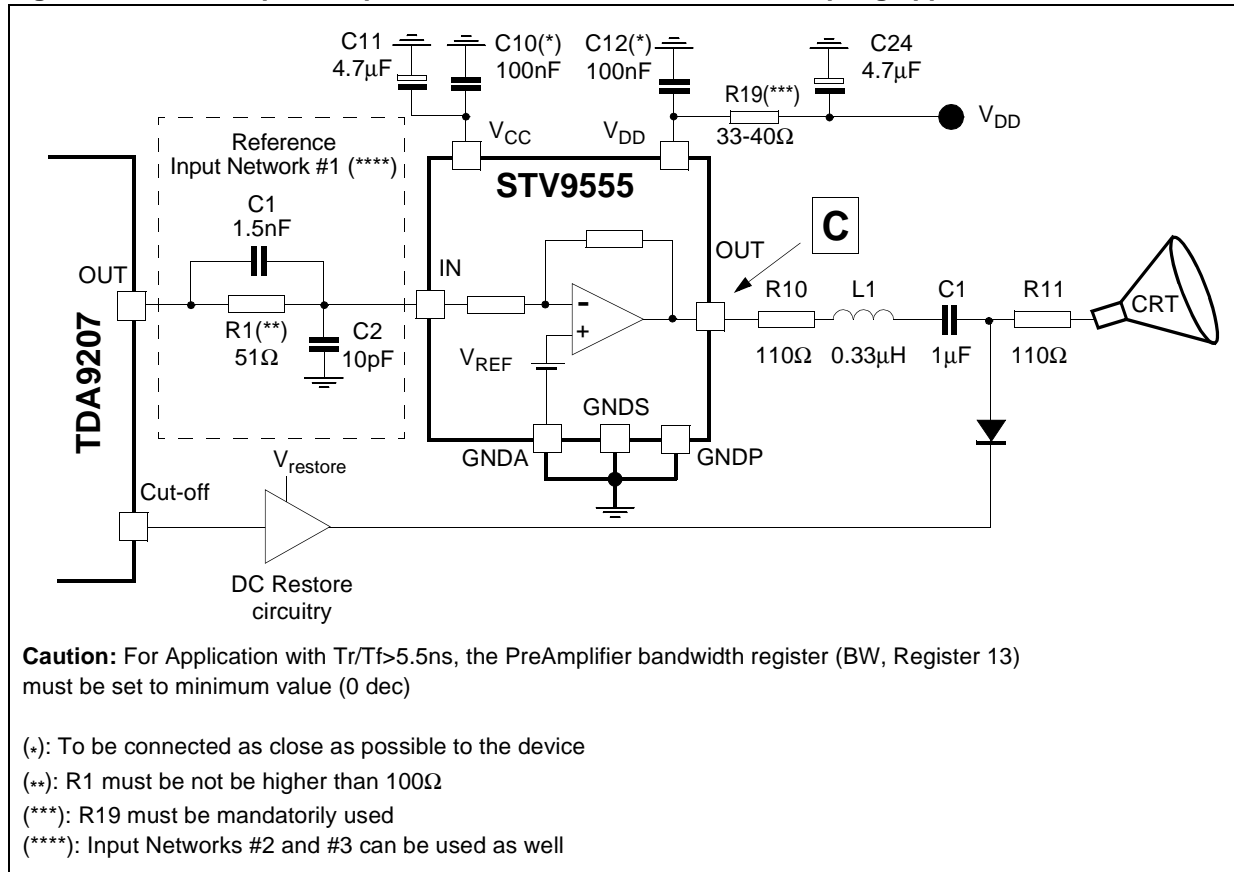 C11
4.7μF
C10(*)
100nF
C12(*)
100nF
C24
4.7μF
R19(***)
33-40Ω
VDD
Reference
Input Network #1 (****)
VCC
VDD
STV9555
C1
1.5nF
C
OUT
IN
OUT
R1(**)
51Ω
C2
10pF
-
+
VREF
R10
110Ω
L1
0.33μH
C1
1μF
R11
110Ω
CRT
TDA9207
GNDS
GNDA
GNDP
Vrestore
Cut-off
DC Restore
circuitry
Caution: For Application with Tr/Tf>5.5ns, the PreAmplifier bandwidth register (BW, Register 13)
must be set to minimum value (0 dec)
(*): To be connected as close as possible to the device
(**): R1 must be not be higher than 100Ω
(***): R19 must be mandatorily used
(****): Input Networks #2 and #3 can be used as well